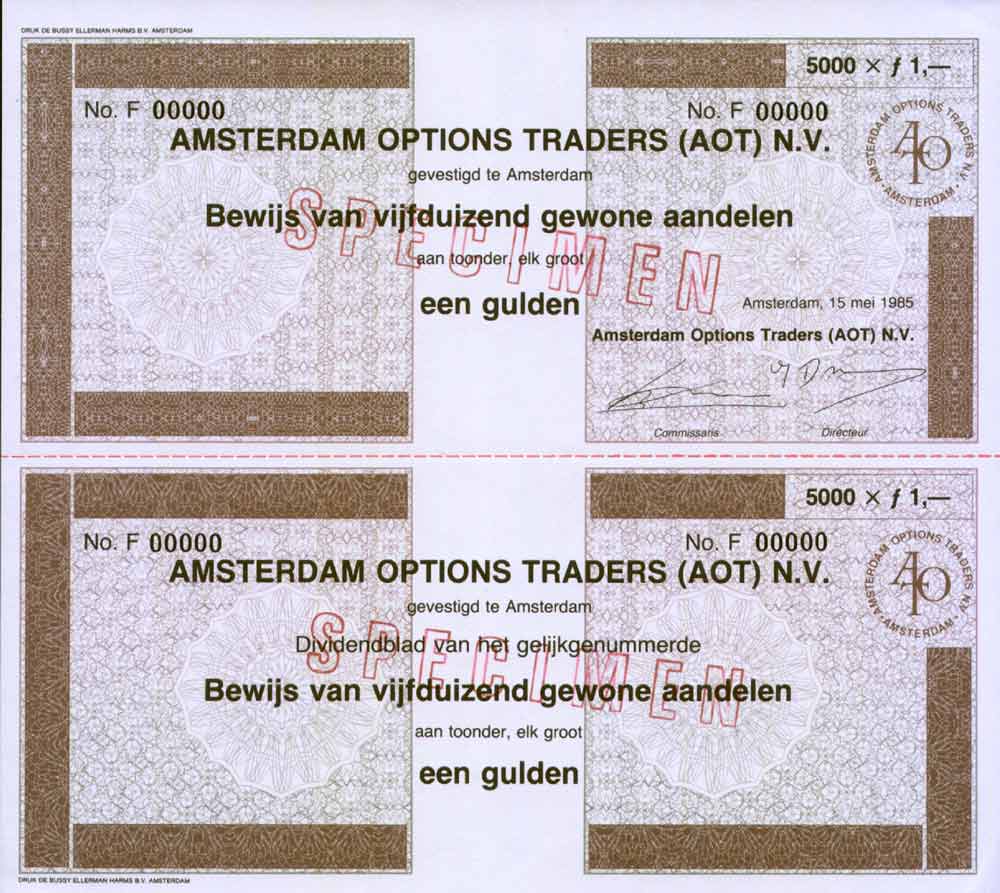 DRUK DE BUSSY ELLERMAN HARMS B.V. AMSTERDAM
5000 × ƒ 1,—
No. F 00000
No. F 00000
AMSTERDAM OPTIONS TRADERS (AOT) N.V.
AMSTERDAM OPTIONS TRADERS N.V. • AMSTERDAM •
AO
gevestigd te Amsterdam
Bewijs van vijfduizend gewone aandelen
SPECIMEN
aan toonder, elk groot
een gulden
Amsterdam, 15 mei 1985
Amsterdam Options Traders (AOT) N.V.
Commissaris
Directeur
5000 × ƒ 1,—
No. F 00000
No. F 00000
AMSTERDAM OPTIONS TRADERS (AOT) N.V.
AMSTERDAM OPTIONS TRADERS N.V. • AMSTERDAM •
AO
gevestigd te Amsterdam
Dividendblad van het gelijkgenummerde
SPECIMEN
Bewijs van vijfduizend gewone aandelen
aan toonder, elk groot
een gulden
DRUK DE BUSSY ELLERMAN HARMS B.V. AMSTERDAM